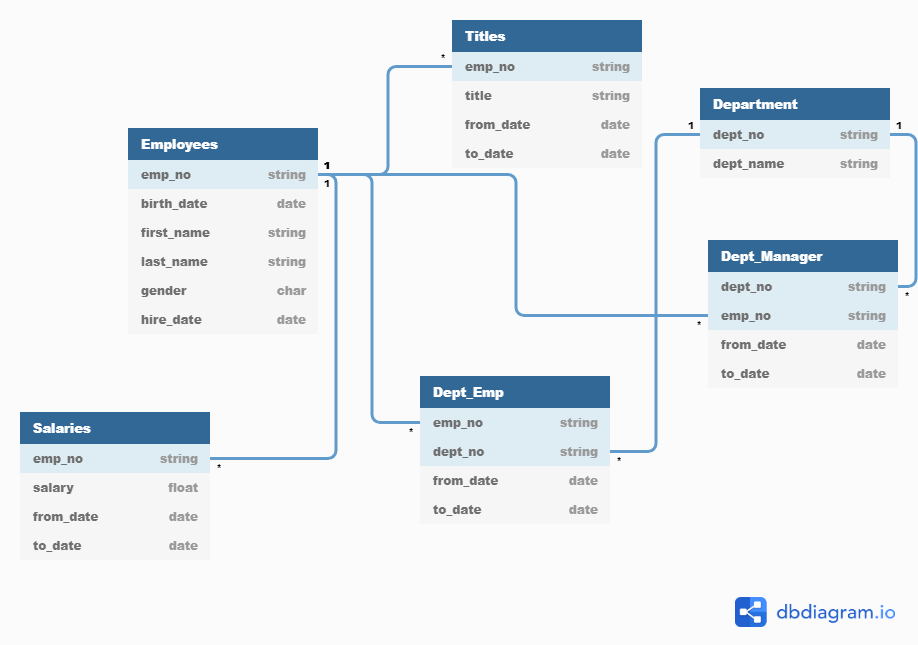 Titles
emp_no string
title string
from_date date
to_date date
*
Department
dept_no string
dept_name string
1
1
Employees
emp_no string
birth_date date
first_name string
last_name string
gender char
hire_date date
1
1
Dept_Manager
dept_no string
emp_no string
from_date date
to_date date
*
*
Dept_Emp
emp_no string
dept_no string
from_date date
to_date date
*
*
Salaries
emp_no string
salary float
from_date date
to_date date
*
dbdiagram.io